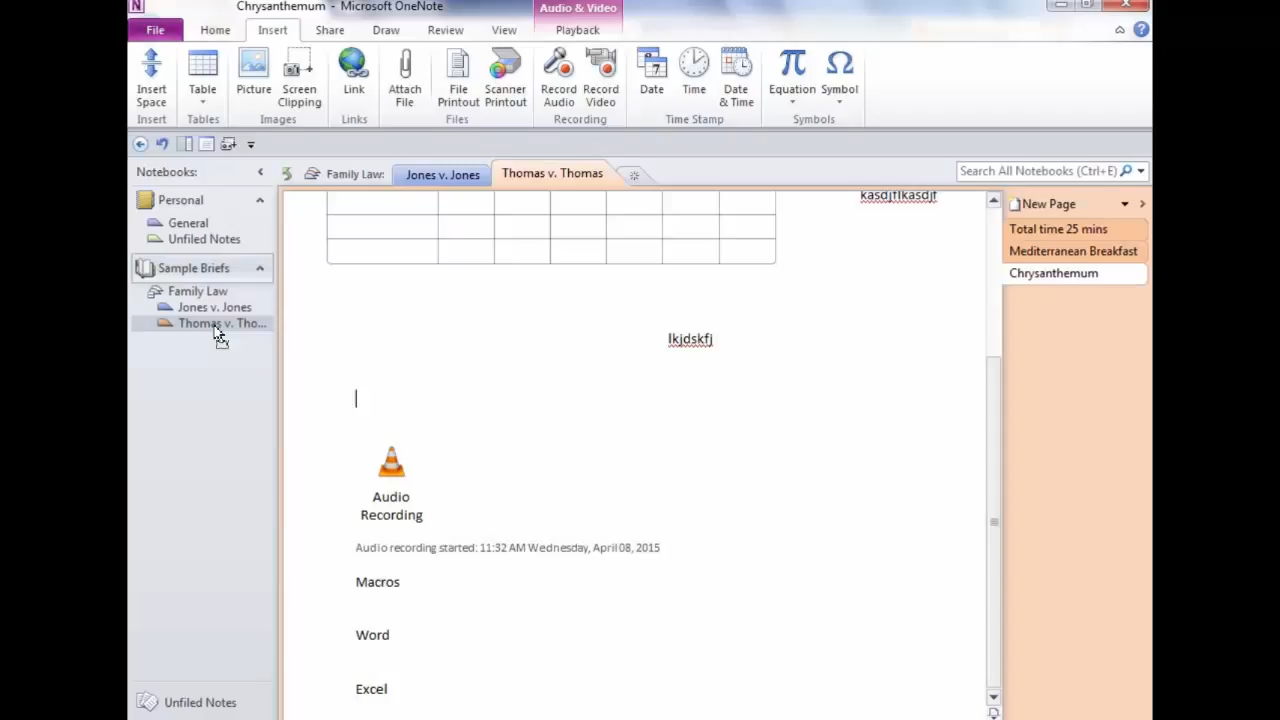 Chrysanthemum - Microsoft OneNote
Audio & Video
File Home Insert Share Draw Review View Playback
Insert Space
Table
Picture
Screen Clipping
Link
Attach File
File Printout
Scanner Printout
Record Audio
Record Video
Date
Time
Date & Time
Equation
Symbol
Insert Tables Images Links Files Recording Time Stamp Symbols
Notebooks:
Family Law:
Jones v. Jones
Thomas v. Thomas
Search All Notebooks (Ctrl+E)
Personal
General
Unfiled Notes
Sample Briefs
Family Law
Jones v. Jones
Thomas v. Tho...
Unfiled Notes
kasdjflkasdjf
lkjdskfj
Audio
Recording
Audio recording started: 11:32 AM Wednesday, April 08, 2015
Macros
Word
Excel
New Page
Total time 25 mins
Mediterranean Breakfast
Chrysanthemum